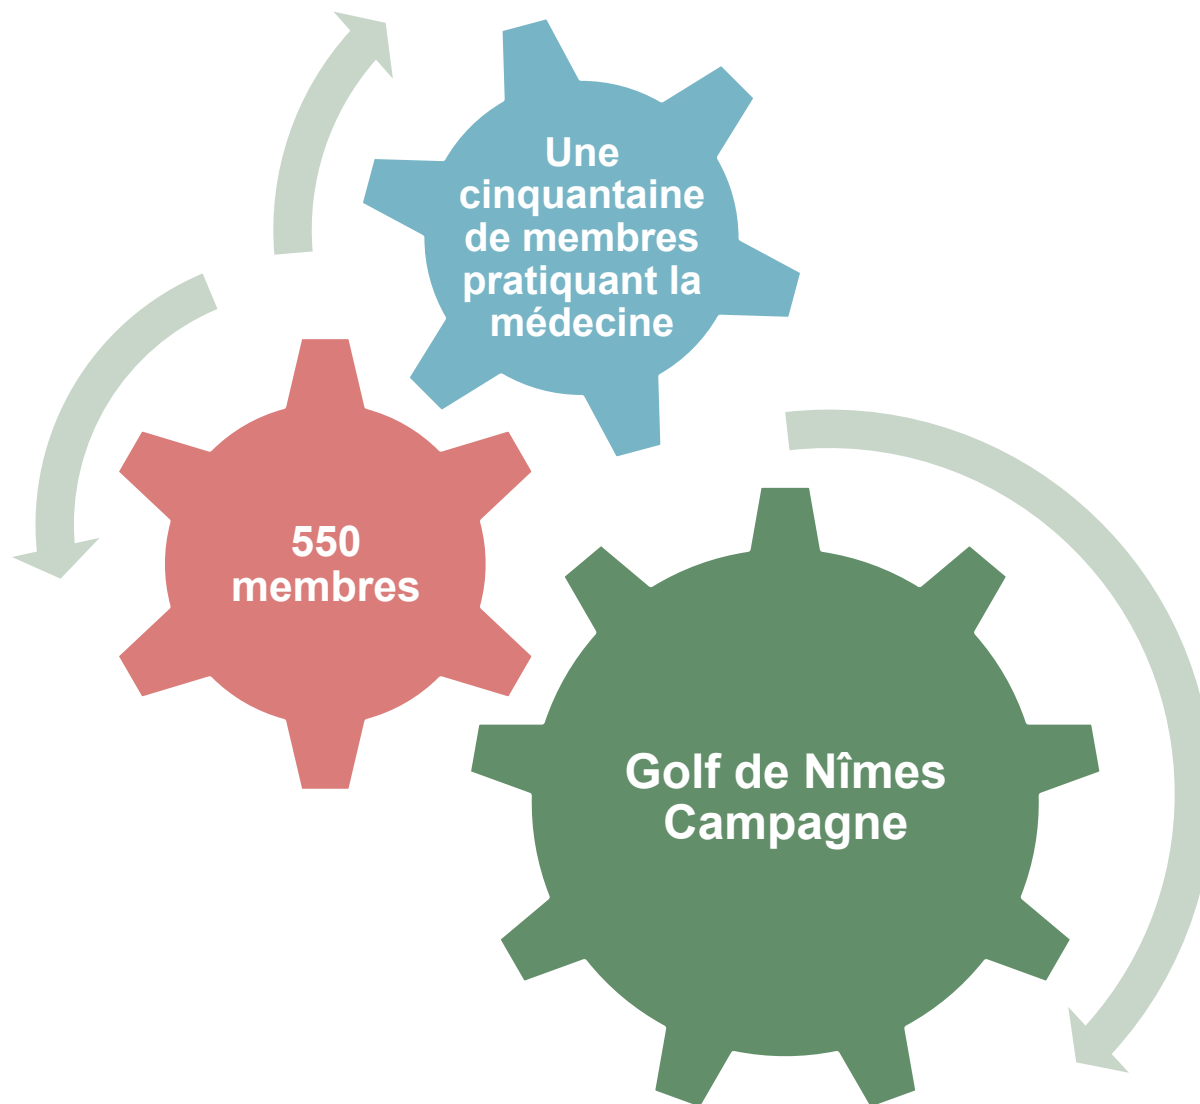 Une
cinquantaine
de membres
pratiquant la
médecine
550
membres
Golf de Nîmes
Campagne